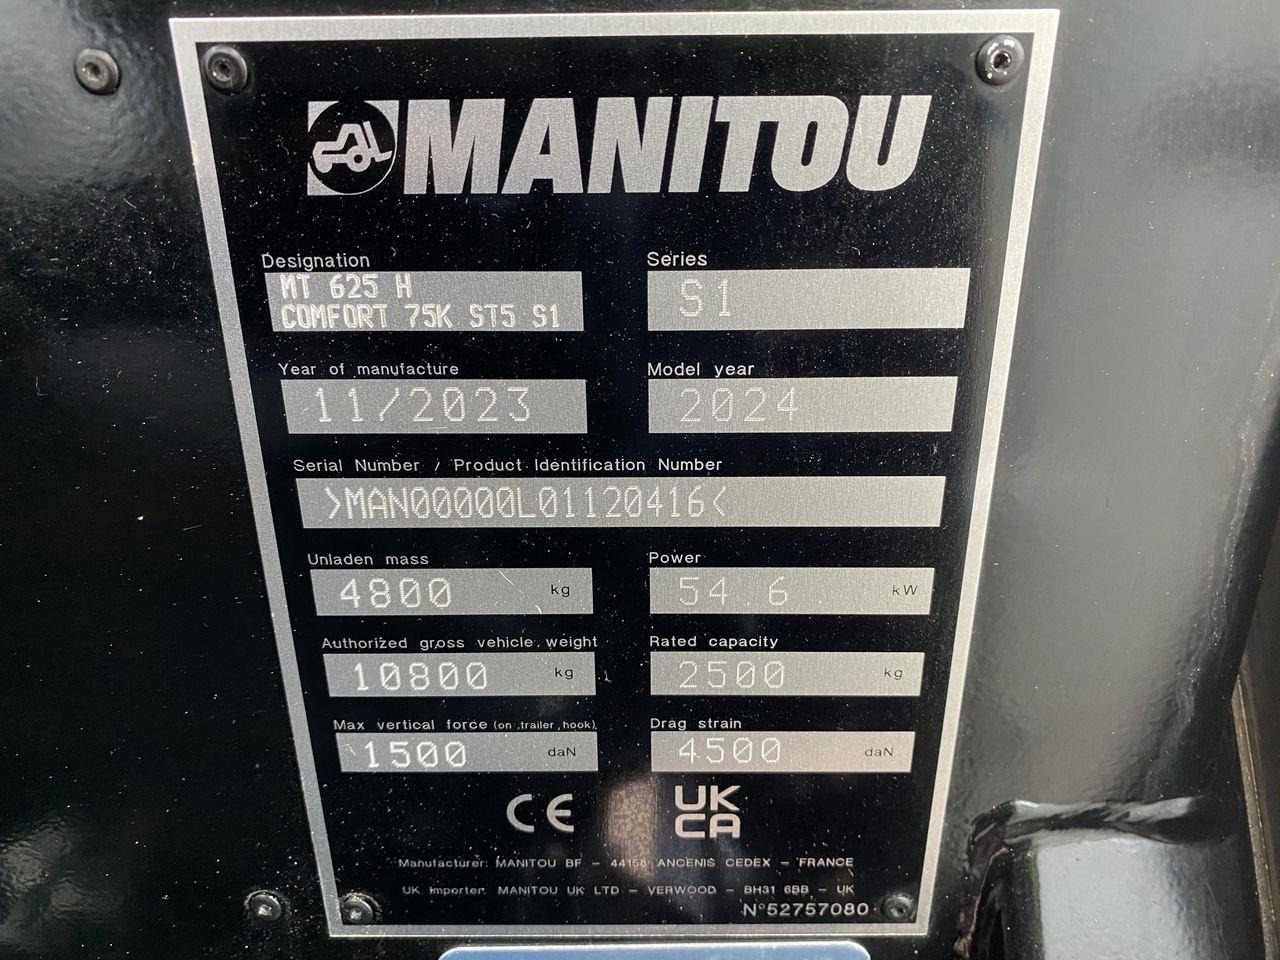 MANITOU
Designation
MT 625 H
COMFORT 75K ST5 S1
Series
S1
Year of manufacture
11/2023
Model year
2024
Serial Number / Product Identification Number
>MAN00000L01120416<
Unladen mass
4800 kg
Power
54.6 kW
Authorized gross vehicle weight
10800 kg
Rated capacity
2500 kg
Max vertical force (on trailer hook)
1500 daN
Drag strain
4500 daN
CE
UK
CA
Manufacturer: MANITOU BF - 44158 ANCENIS CEDEX - FRANCE
UK Importer: MANITOU UK LTD - VERWOOD - BH31 6BB - UK
N°52757080